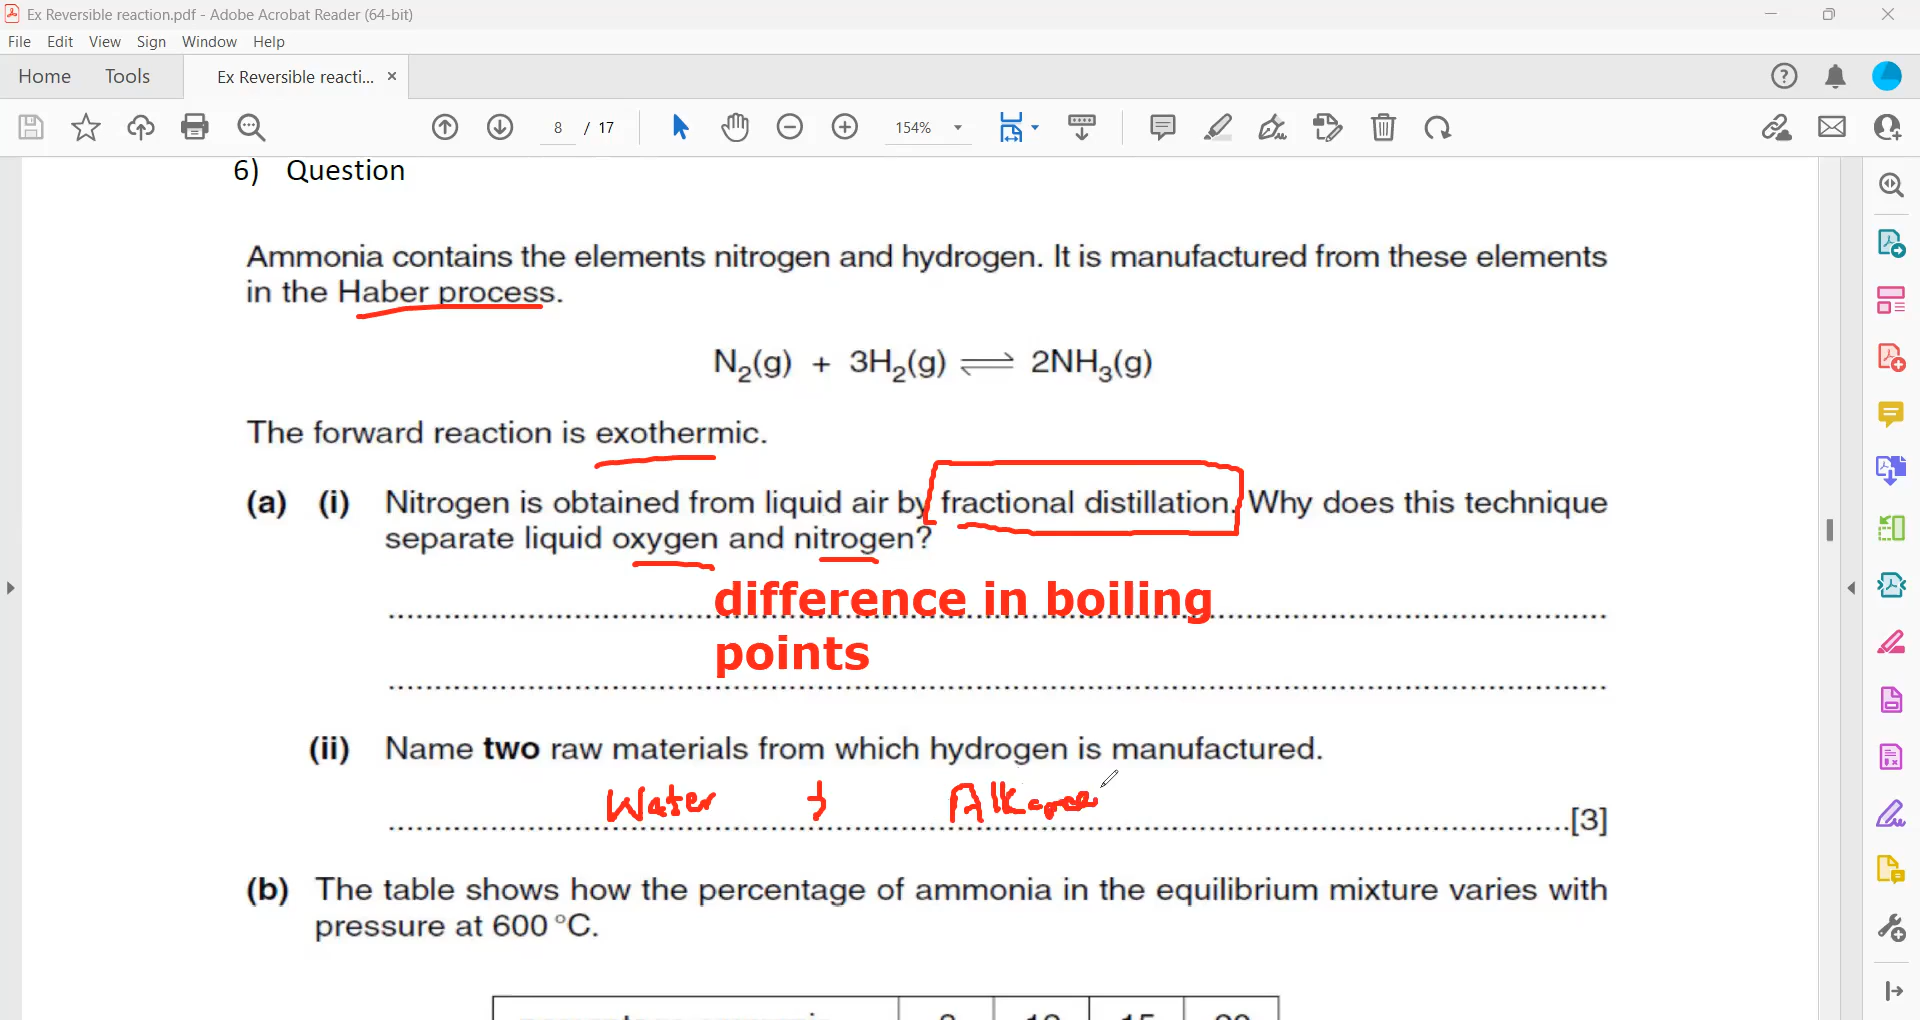 Ex Reversible reaction.pdf - Adobe Acrobat Reader (64-bit)
File Edit View Sign Window Help
Home Tools Ex Reversible reacti... ×
8 / 17 154%
6) Question
Ammonia contains the elements nitrogen and hydrogen. It is manufactured from these elements
in the Haber process.
N₂(g) + 3H₂(g) ⇌ 2NH₃(g)
The forward reaction is exothermic.
(a) (i) Nitrogen is obtained from liquid air by fractional distillation. Why does this technique
separate liquid oxygen and nitrogen?
difference in boiling
points
(ii) Name two raw materials from which hydrogen is manufactured.
Water + Alkanes
[3]
(b) The table shows how the percentage of ammonia in the equilibrium mixture varies with
pressure at 600 °C.